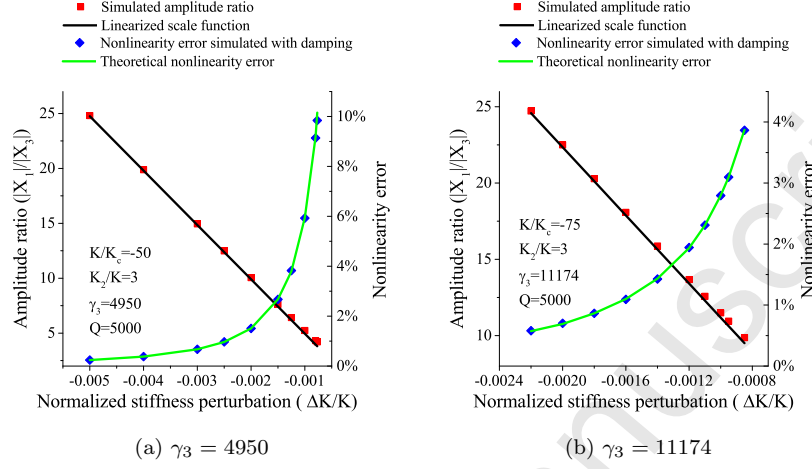 Simulated amplitude ratio
Linearized scale function
Nonlinearity error simulated with damping
Theoretical nonlinearity error
25
20
15
10
5
Amplitude ratio (|X1|/|X3|)
10%
8%
6%
4%
2%
0%
Nonlinearity error
K/Kc=-50
K2/K=3
γ3=4950
Q=5000
-0.005 -0.004 -0.003 -0.002 -0.001
Normalized stiffness perturbation ( ΔK/K)
(a) γ3 = 4950
Simulated amplitude ratio
Linearized scale function
Nonlinearity error simulated with damping
Theoretical nonlinearity error
25
20
15
10
Amplitude ratio (|X1|/|X3|)
4%
3%
2%
1%
0%
Nonlinearity error
K/Kc=-75
K2/K=3
γ3=11174
Q=5000
-0.0024 -0.0020 -0.0016 -0.0012 -0.0008
Normalized stiffness perturbation ( ΔK/K)
(b) γ3 = 11174